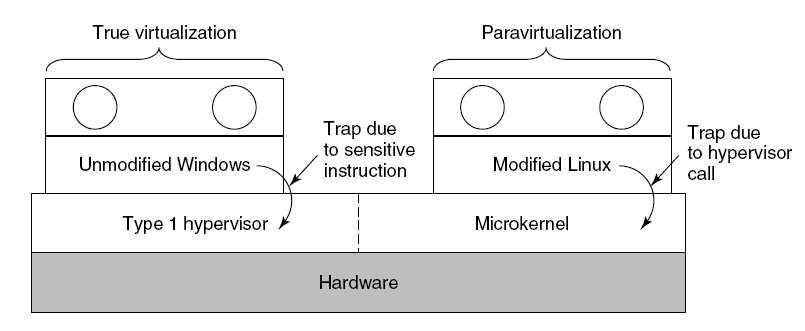 True virtualization
Paravirtualization
Trap due
to sensitive
instruction
Trap due
to hypervisor
call
Unmodified Windows
Modified Linux
Type 1 hypervisor
Microkernel
Hardware